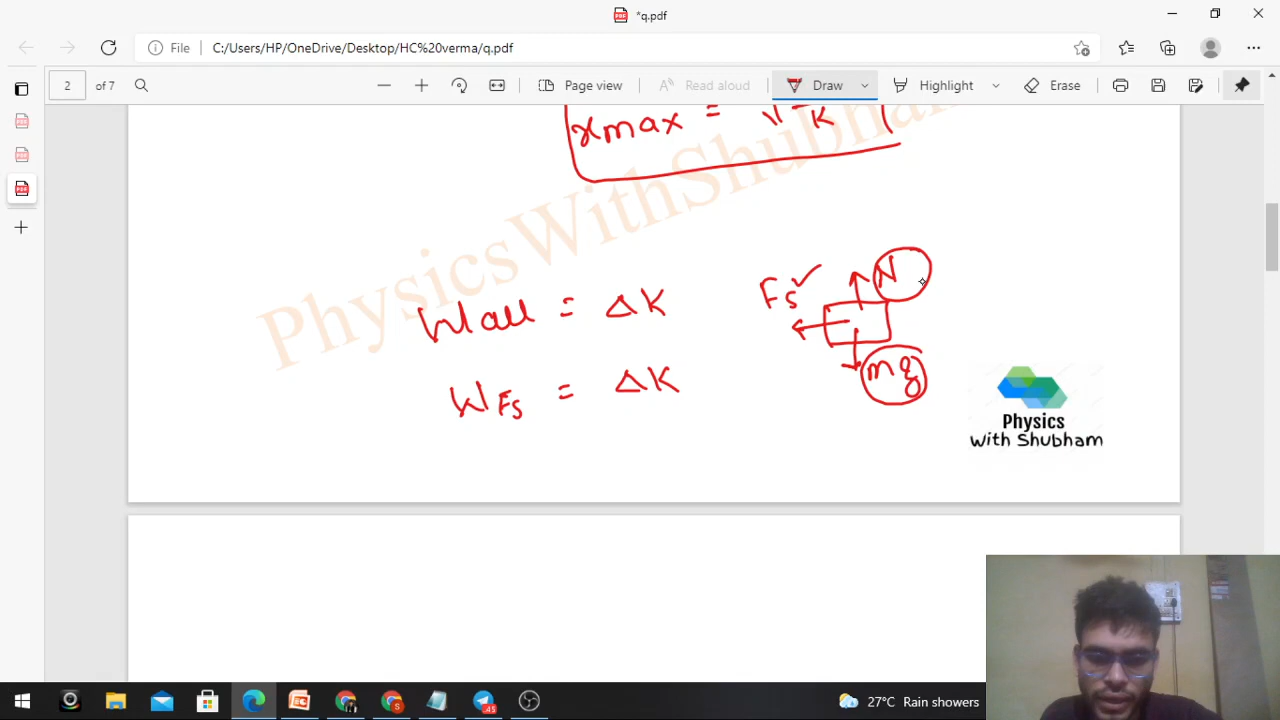 *q.pdf
File C:/Users/HP/OneDrive/Desktop/HC%20verma/q.pdf
2 of 7 Page view Read aloud Draw Highlight Erase
xmax = √ /K
PhysicsWithShubham
Wall = ΔK
Fs ✓ N
WFs = ΔK
mg
Physics
With Shubham
27°C Rain showers